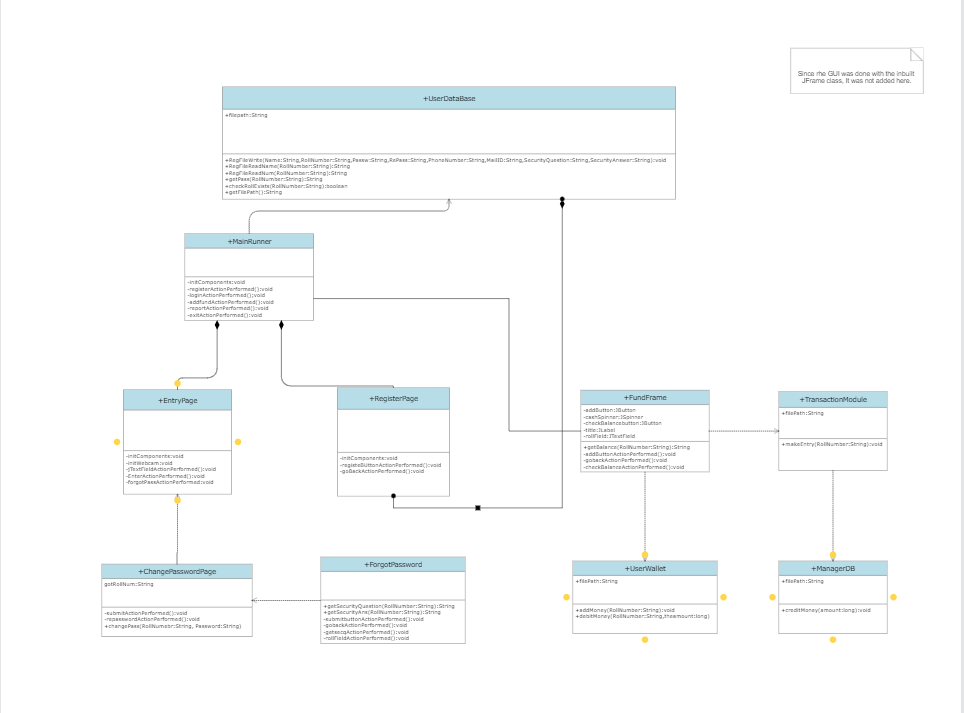 Since me GUI was done with the inbuilt
JFrame class, It was not added here.
+UserDataBase
+filepath:String
+RegFileWrite(Name:String,RollNumber:String,Passw:String,RePass:String,PhoneNumber:String,MailID:String,SecurityQuestion:String,SecurityAnswer:String):void
+RegFileReadName(RollNumber:String):String
+RegFileReadNum(RollNumber:String):String
+getPass(RollNumber:String):String
+checkRollExists(RollNumber:String):boolean
+getFilePath():String
+MainRunner
-initComponents:void
-registerActionPerformed():void
-loginActionPerformed():void
-addfundActionPerformed():void
-reportActionPerformed():void
-exitActionPerformed():void
+EntryPage
-initComponents:void
-initWebcam:void
-jTextFieldActionPerformed():void
-EnterActionPerformed():void
-forgotPassActionPerformed:void
+RegisterPage
-initComponents:void
-registeButtonActionPerformed():void
-goBackActionPerformed():void
+FundFrame
-addButton:JButton
-cashSpinner:JSpinner
-checkBalancebutton:JButton
-title:JLabel
-rollField:JTextField
+getBalance(RollNumber:String):String
-addButtonActionPerformed():void
-gobackActionPerformed():void
-checkBalanceActionPerformed():void
+TransactionModule
+filePath:String
+makeEntry(RollNumber:String):void
+ChangePasswordPage
gotRollNum:String
-submitActionPerformed():void
-repasswordActionPerformed():void
+changePass(RollNumebr:String, Password:String)
+ForgotPassword
+getSecurityQuestion(RollNumber:String):String
+getSecurityAns(RollNumber:String):String
-submitbuttonActionPerformed():void
-gobackActionPerformed():void
-getsecqActionPerformed():void
-rollFieldActionPerformed():void
+UserWallet
+filePath:String
+addMoney(RollNumber:String):void
+debitMoney(RollNumber:String,theamount:long)
+ManagerDB
+filePath:String
+creditMoney(amount:long):void